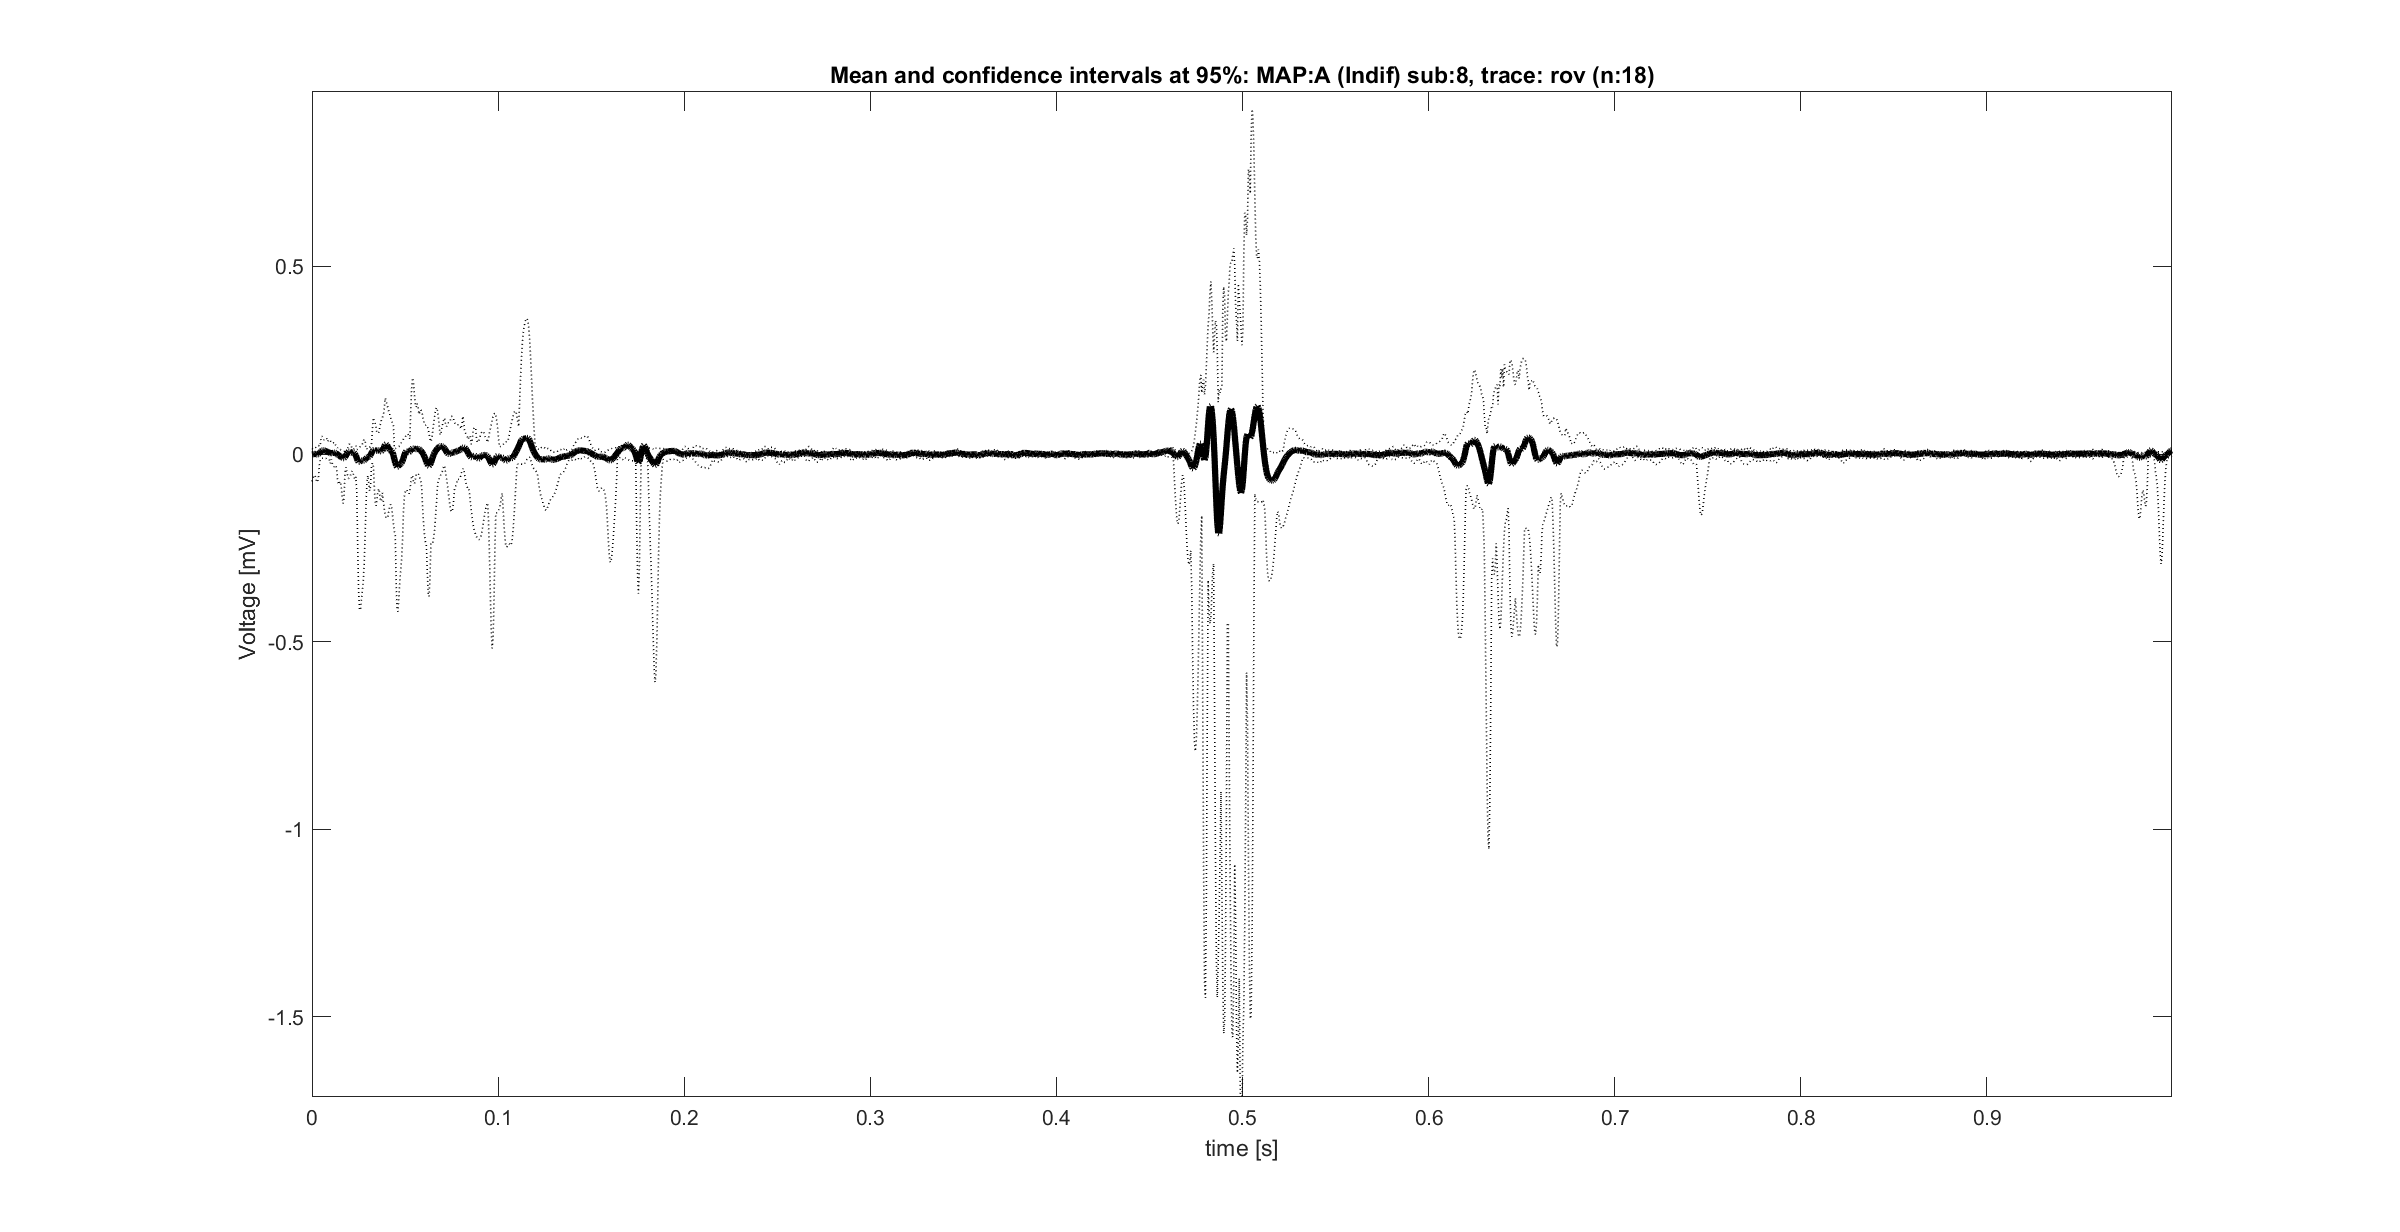 Mean and confidence intervals at 95%: MAP:A (Indif) sub:8, trace: rov (n:18)
0.5
0
-0.5
-1
-1.5
Voltage [mV]
0 0.1 0.2 0.3 0.4 0.5 0.6 0.7 0.8 0.9
time [s]